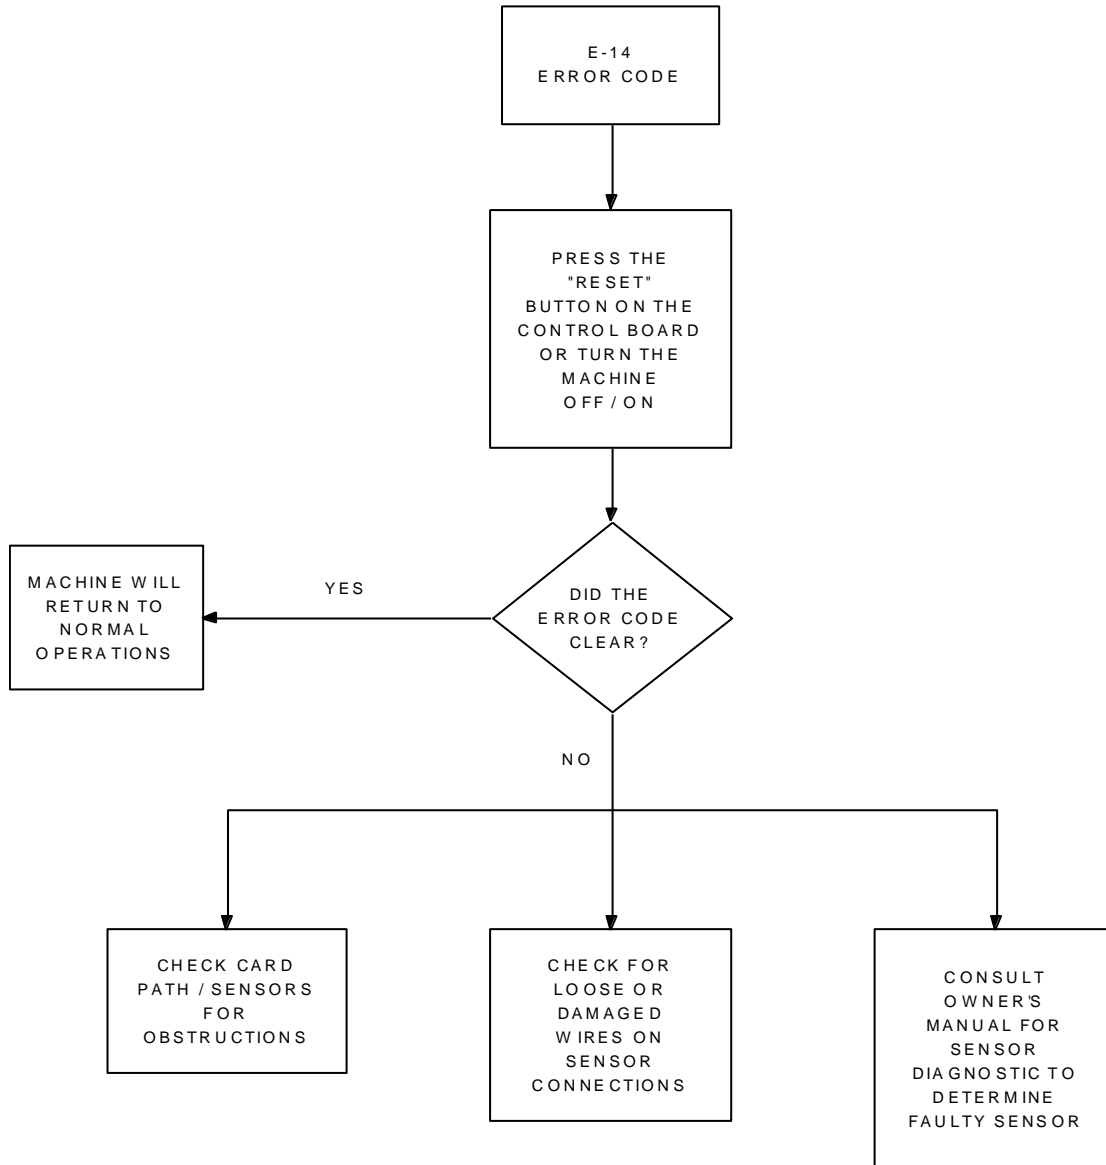 E-14
ERROR CODE
PRESS THE
"RESET"
BUTTON ON THE
CONTROL BOARD
OR TURN THE
MACHINE
OFF / ON
DID THE
ERROR CODE
CLEAR?
YES
MACHINE WILL
RETURN TO
NORMAL
OPERATIONS
NO
CHECK CARD
PATH / SENSORS
FOR
OBSTRUCTIONS
CHECK FOR
LOOSE OR
DAMAGED
WIRES ON
SENSOR
CONNECTIONS
CONSULT
OWNER'S
MANUAL FOR
SENSOR
DIAGNOSTIC TO
DETERMINE
FAULTY SENSOR